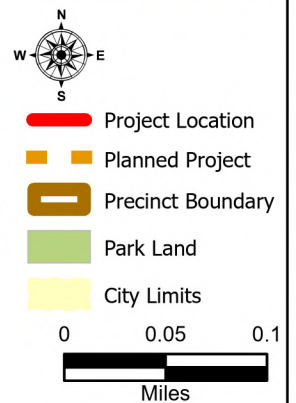 N
W E
S
Project Location
Planned Project
Precinct Boundary
Park Land
City Limits
0 0.05 0.1
Miles